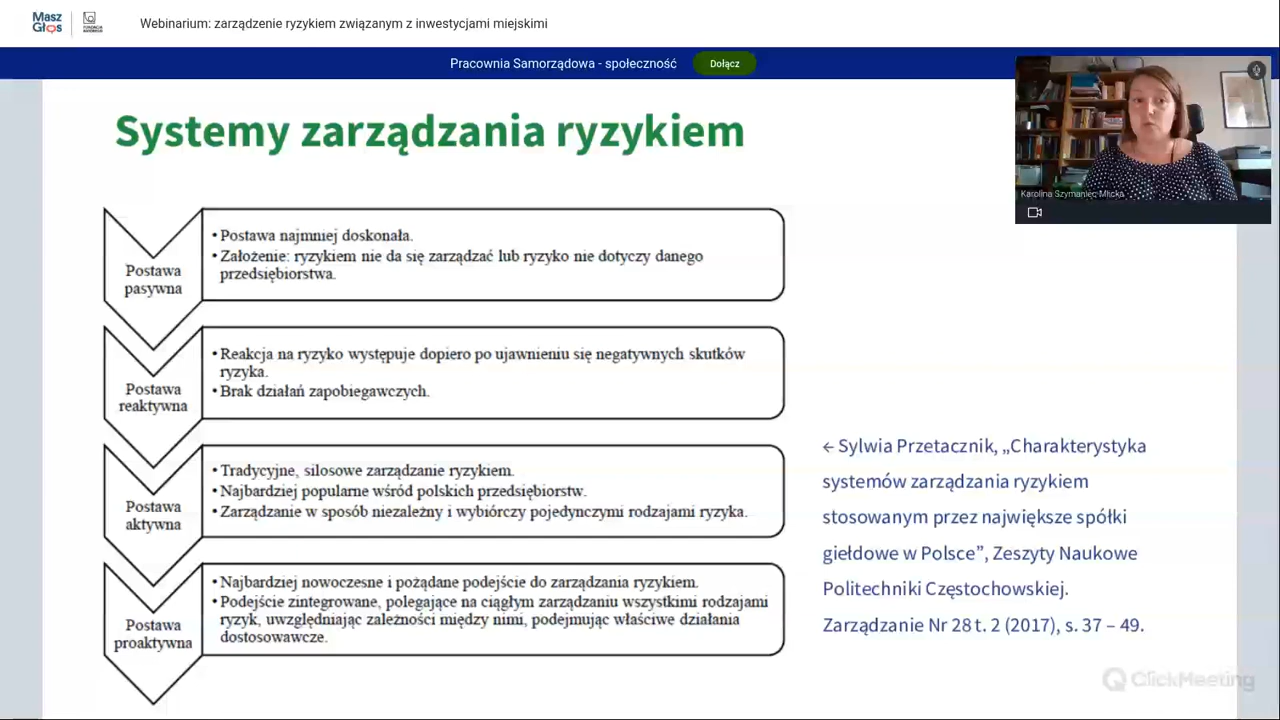 Masz
Głos
Webinarium: zarządzenie ryzykiem związanym z inwestycjami miejskimi
Pracownia Samorządowa - społeczność
Dołącz
Karolina Szymaniec-Mlicka
Systemy zarządzania ryzykiem
Postawa
pasywna
• Postawa najmniej doskonała.
• Założenie: ryzykiem nie da się zarządzać lub ryzyko nie dotyczy danego
przedsiębiorstwa.
Postawa
reaktywna
• Reakcja na ryzyko występuje dopiero po ujawnieniu się negatywnych skutków
ryzyka.
• Brak działań zapobiegawczych.
Postawa
aktywna
• Tradycyjne, silosowe zarządzanie ryzykiem.
• Najbardziej popularne wśród polskich przedsiębiorstw.
• Zarządzanie w sposób niezależny i wybiórczy pojedynczymi rodzajami ryzyka.
Postawa
proaktywna
• Najbardziej nowoczesne i pożądane podejście do zarządzania ryzykiem.
• Podejście zintegrowane, polegające na ciągłym zarządzaniu wszystkimi rodzajami
ryzyk, uwzględniając zależności między nimi, podejmując właściwe działania
dostosowawcze.
← Sylwia Przetacznik, „Charakterystyka
systemów zarządzania ryzykiem
stosowanym przez największe spółki
giełdowe w Polsce”, Zeszyty Naukowe
Politechniki Częstochowskiej.
Zarządzanie Nr 28 t. 2 (2017), s. 37 – 49.
ClickMeeting